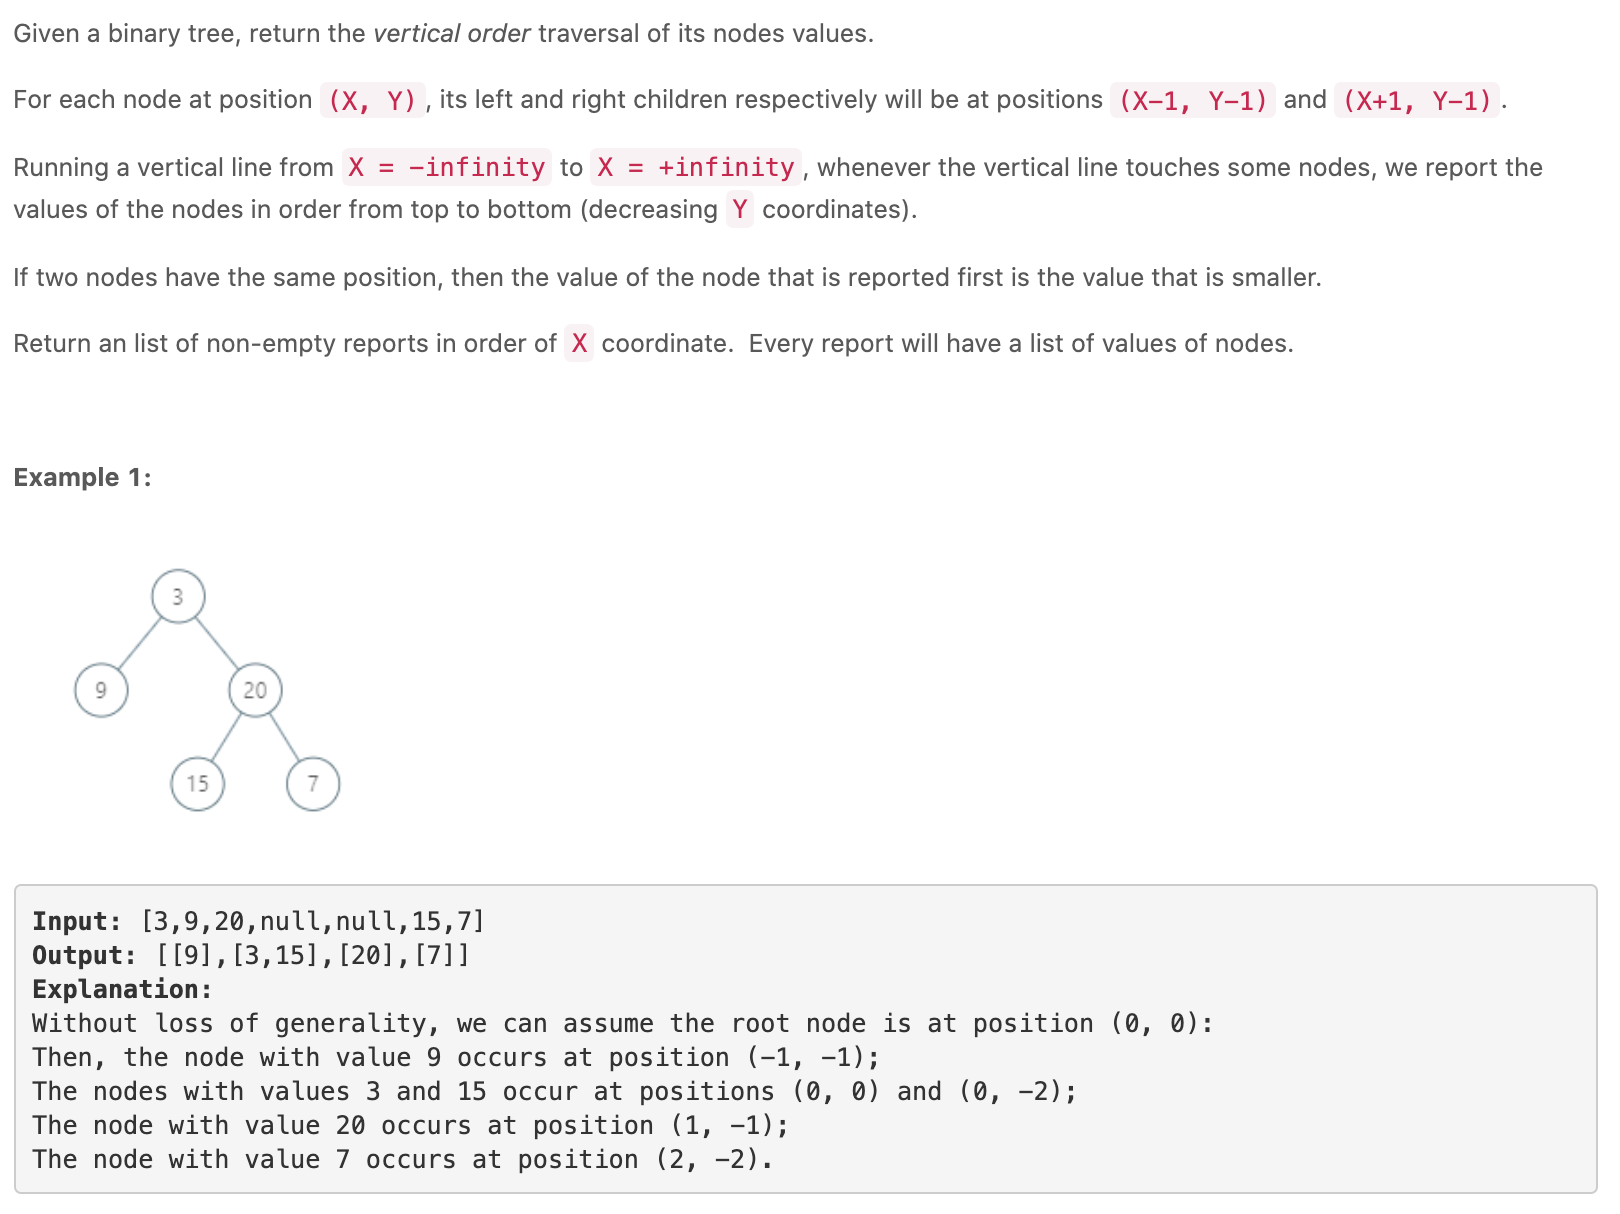 Given a binary tree, return the vertical order traversal of its nodes values.
For each node at position (X, Y), its left and right children respectively will be at positions (X-1, Y-1) and (X+1, Y-1).
Running a vertical line from X = -infinity to X = +infinity, whenever the vertical line touches some nodes, we report the
values of the nodes in order from top to bottom (decreasing Y coordinates).
If two nodes have the same position, then the value of the node that is reported first is the value that is smaller.
Return an list of non-empty reports in order of X coordinate.  Every report will have a list of values of nodes.
Example 1:
3
9 20
15 7
Input: [3,9,20,null,null,15,7]
Output: [[9],[3,15],[20],[7]]
Explanation:
Without loss of generality, we can assume the root node is at position (0, 0):
Then, the node with value 9 occurs at position (-1, -1);
The nodes with values 3 and 15 occur at positions (0, 0) and (0, -2);
The node with value 20 occurs at position (1, -1);
The node with value 7 occurs at position (2, -2).